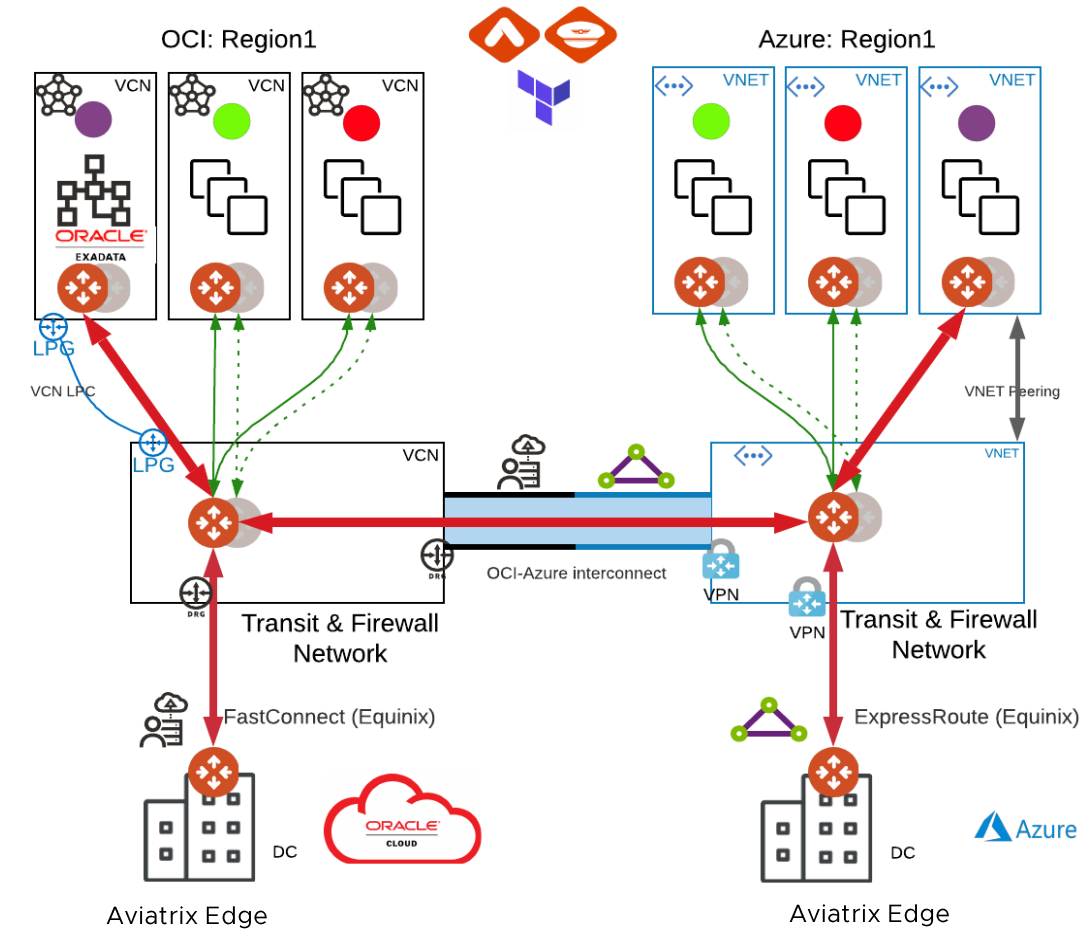 OCI: Region1
Azure: Region1
VCN
VCN
VCN
VNET
VNET
VNET
ORACLE
EXADATA
LPG
VCN LPC
VNET Peering
LPG
VCN
VNET
DRG
OCI-Azure interconnect
VPN
DRG
VPN
Transit & Firewall
Network
Transit & Firewall
Network
FastConnect (Equinix)
ExpressRoute (Equinix)
ORACLE
CLOUD
Azure
DC
DC
Aviatrix Edge
Aviatrix Edge